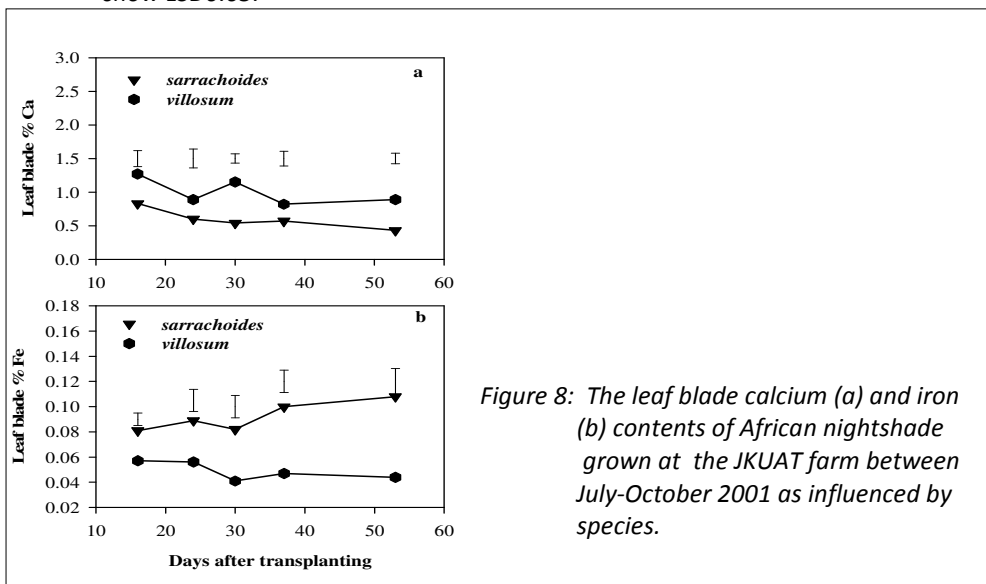 show LSD0.05.
3.0
a
sarrachoides
villosum
2.5
2.0
1.5
1.0
0.5
0.0
Leaf blade % Ca
10 20 30 40 50 60
0.18
b
sarrachoides
villosum
0.16
0.14
0.12
0.10
0.08
0.06
0.04
0.02
Leaf blade % Fe
10 20 30 40 50 60
Days after transplanting
Figure 8: The leaf blade calcium (a) and iron
(b) contents of African nightshade
grown at the JKUAT farm between
July-October 2001 as influenced by
species.